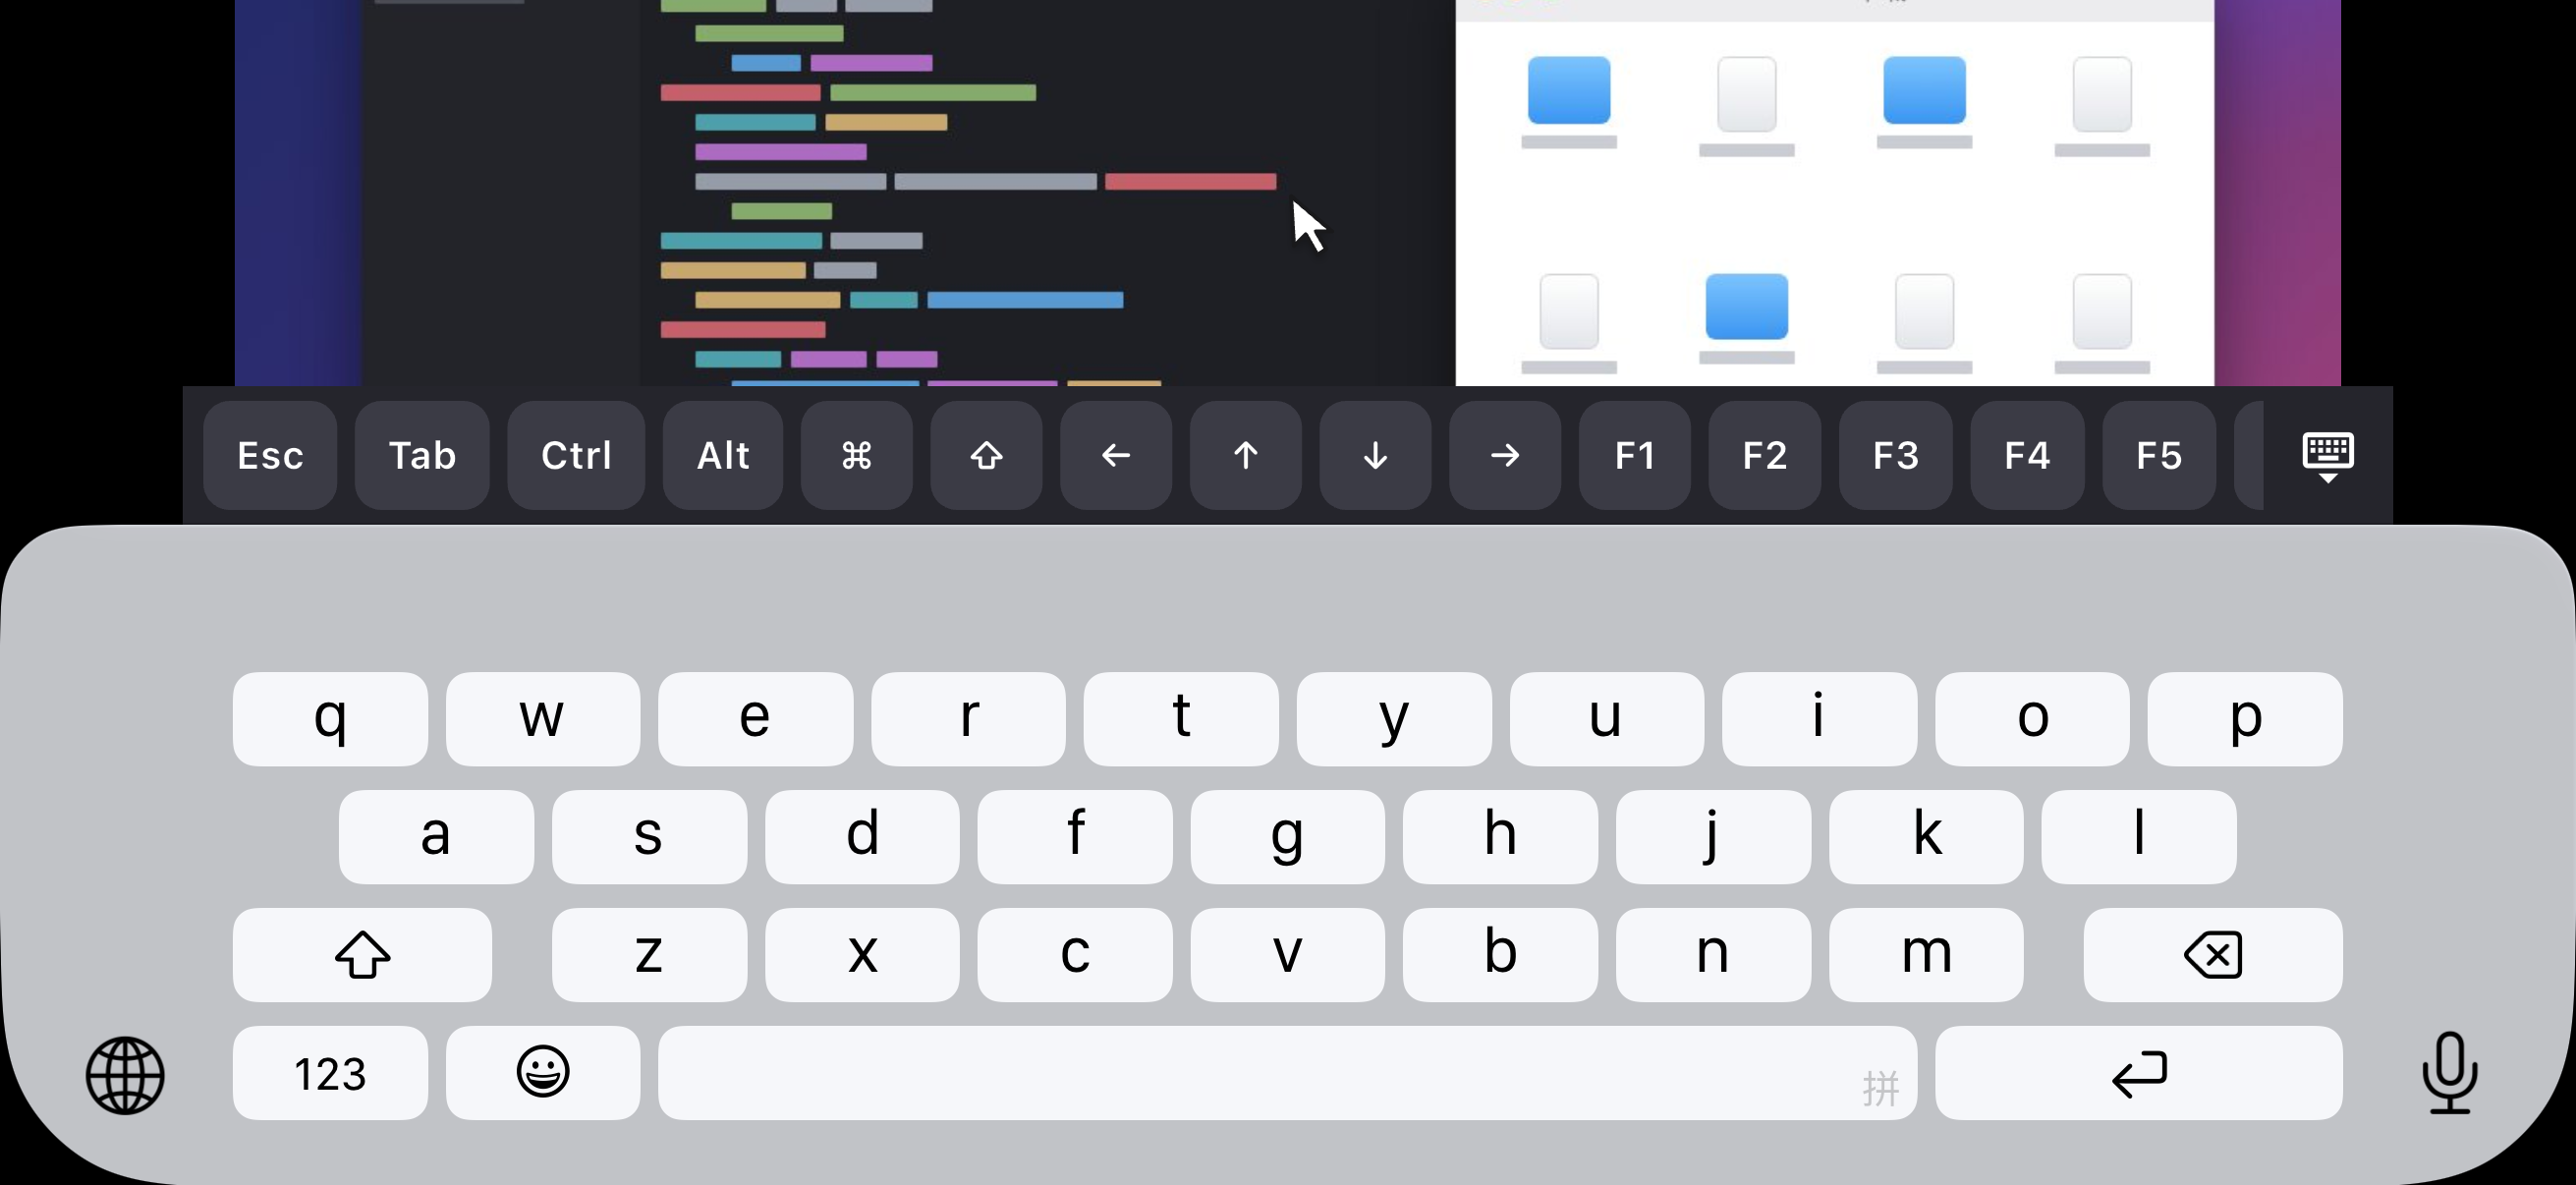 Esc Tab Ctrl Alt ⌘ ⇧ ← ↑ ↓ → F1 F2 F3 F4 F5
q w e r t y u i o p
a s d f g h j k l
z x c v b n m
123 拼